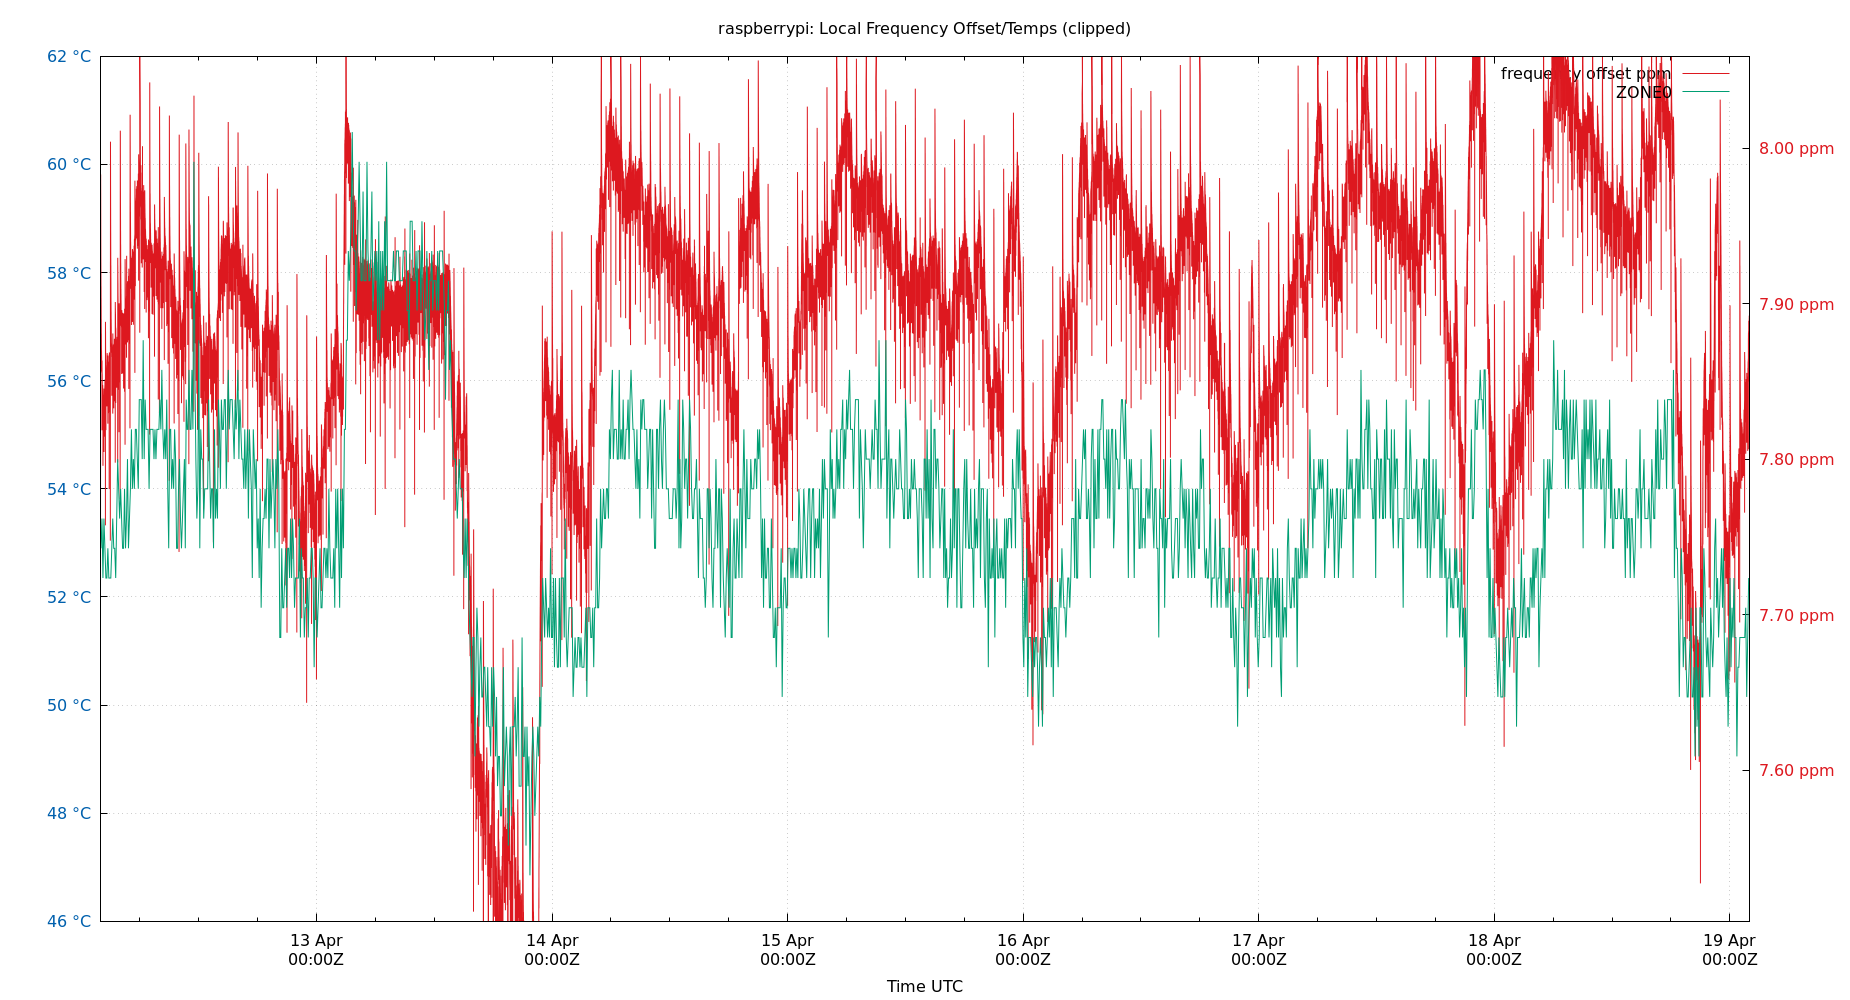 raspberrypi: Local Frequency Offset/Temps (clipped)
62 °C
60 °C
58 °C
56 °C
54 °C
52 °C
50 °C
48 °C
46 °C
frequency offset ppm
ZONE0
8.00 ppm
7.90 ppm
7.80 ppm
7.70 ppm
7.60 ppm
13 Apr
00:00Z
14 Apr
00:00Z
15 Apr
00:00Z
16 Apr
00:00Z
17 Apr
00:00Z
18 Apr
00:00Z
19 Apr
00:00Z
Time UTC